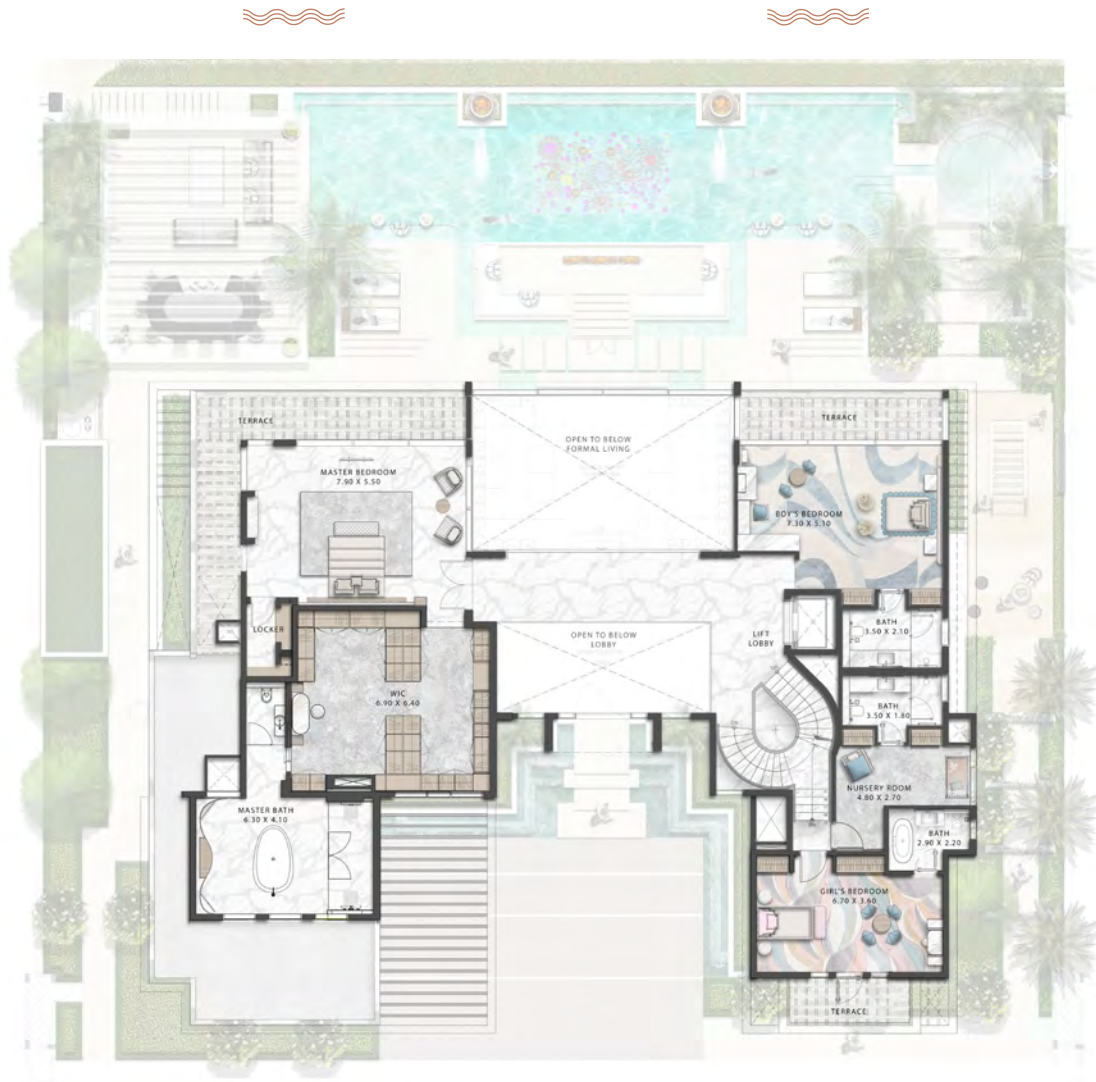 TERRACE
MASTER BEDROOM
7.90 X 5.50
OPEN TO BELOW
FORMAL LIVING
TERRACE
BOY'S BEDROOM
7.30 X 5.10
LOCKER
WIC
6.90 X 6.40
OPEN TO BELOW
LOBBY
LIFT
LOBBY
BATH
3.50 X 2.10
BATH
3.50 X 1.80
NURSERY ROOM
4.80 X 2.70
MASTER BATH
6.30 X 4.10
BATH
2.90 X 2.20
GIRL'S BEDROOM
6.70 X 3.60
TERRACE